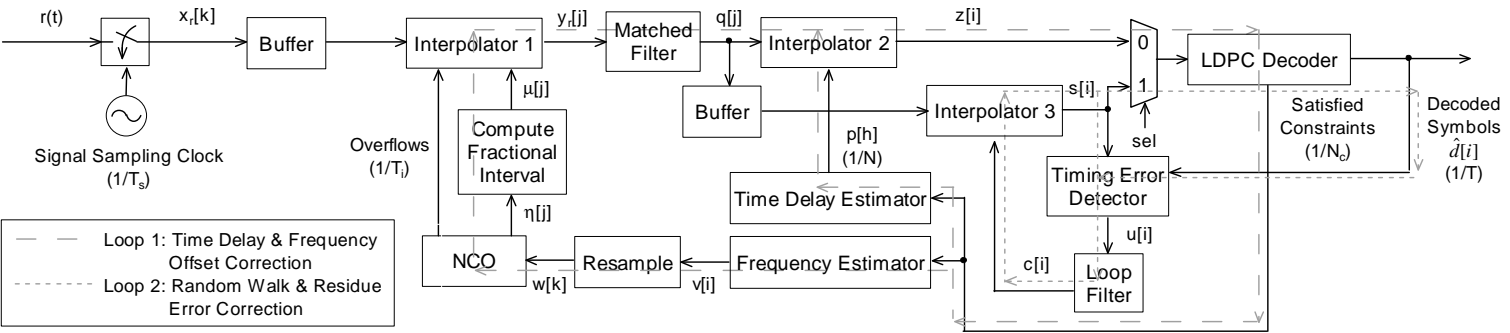 r(t)
x_r[k]
y_r[j]
q[j]
z[i]
Buffer
Interpolator 1
Matched
Filter
Interpolator 2
0
1
LDPC Decoder
μ[j]
Buffer
Interpolator 3
s[i]
sel
Signal Sampling Clock
(1/T_s)
Overflows
(1/T_i)
Compute
Fractional
Interval
p[h]
(1/N)
Satisfied
Constraints
(1/N_c)
Decoded
Symbols
d̂[i]
(1/T)
Time Delay Estimator
Timing Error
Detector
η[j]
u[i]
NCO
w[k]
Resample
v[i]
Frequency Estimator
c[i]
Loop
Filter
Loop 1: Time Delay & Frequency
Offset Correction
Loop 2: Random Walk & Residue
Error Correction